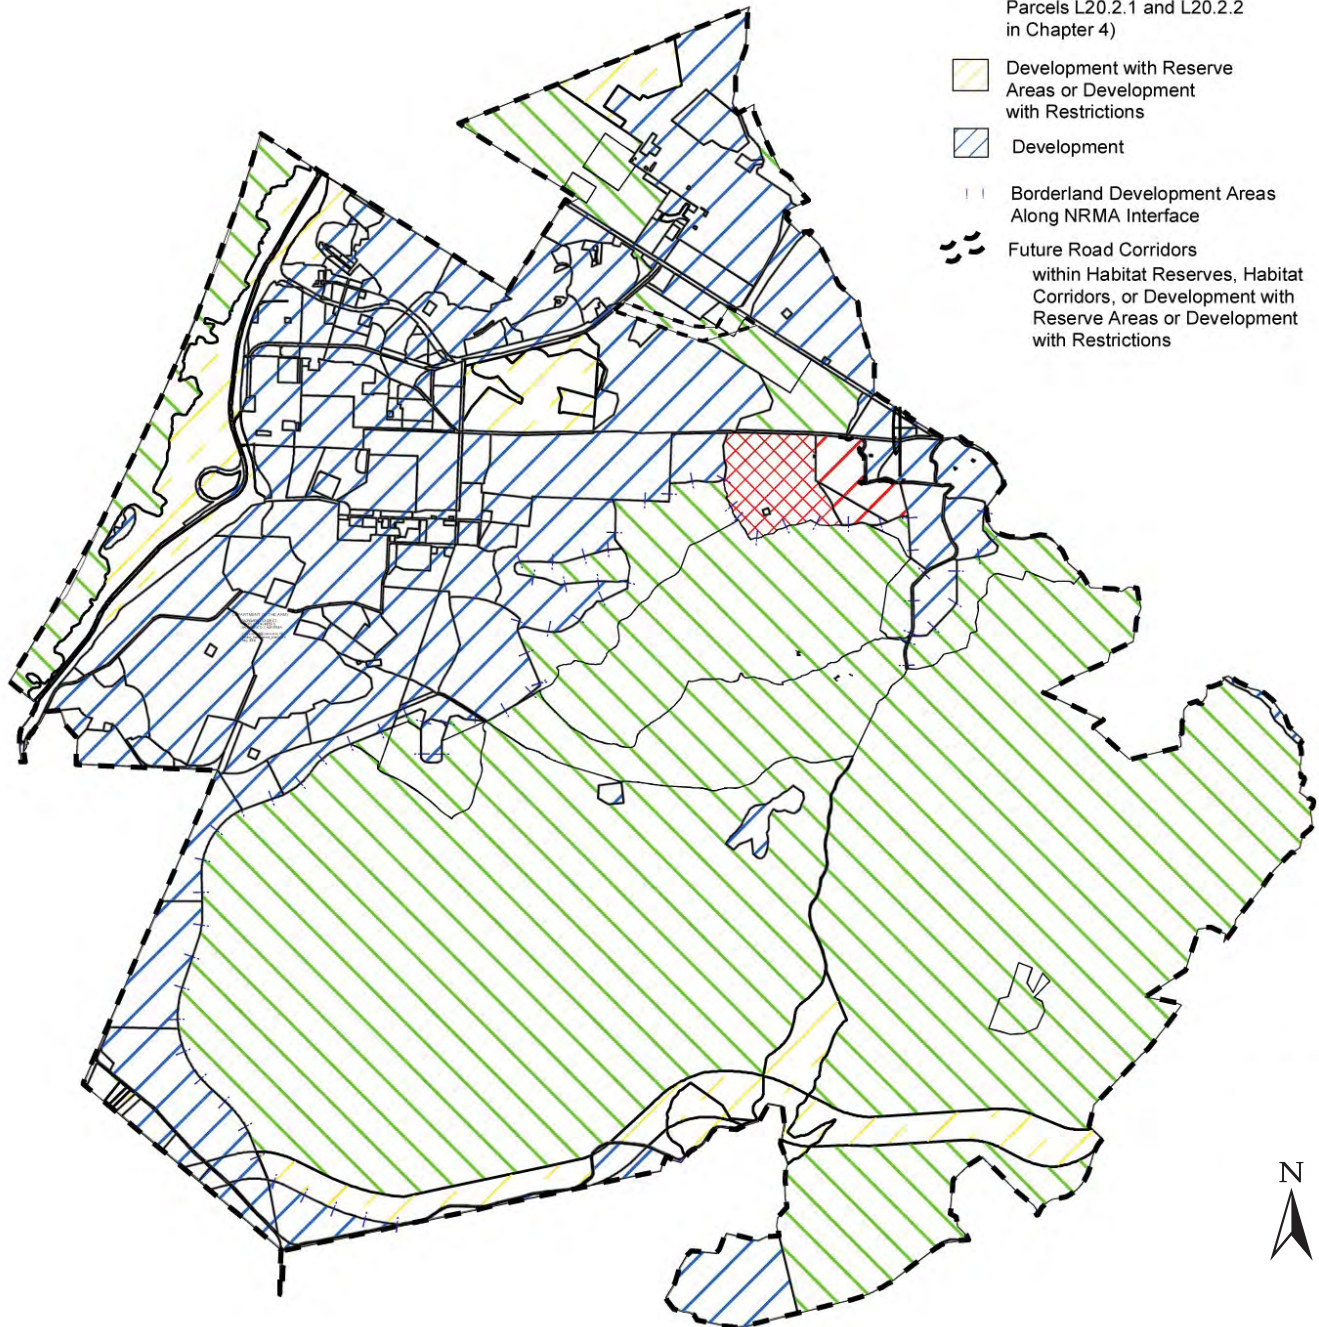 Parcels L20.2.1 and L20.2.2
in Chapter 4)
Development with Reserve
Areas or Development
with Restrictions
Development
Borderland Development Areas
Along NRMA Interface
Future Road Corridors
within Habitat Reserves, Habitat
Corridors, or Development with
Reserve Areas or Development
with Restrictions
N